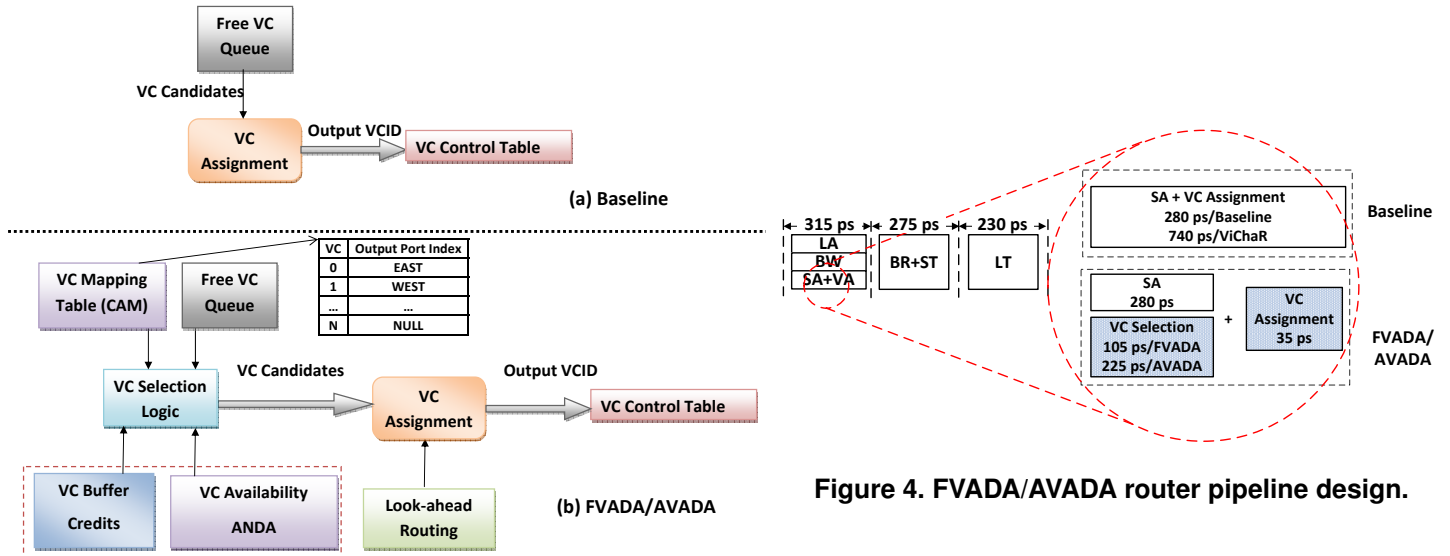 Free VC
Queue
VC Candidates
VC
Assignment
Output VCID
VC Control Table
(a) Baseline
VC Mapping
Table (CAM)
Free VC
Queue
VC Output Port Index
0 EAST
1 WEST
... ...
N NULL
VC Selection
Logic
VC Candidates
VC
Assignment
Output VCID
VC Control Table
VC Buffer
Credits
VC Availability
ANDA
Look-ahead
Routing
(b) FVADA/AVADA
315 ps 275 ps 230 ps
LA
BW
SA+VA
BR+ST
LT
SA + VC Assignment
280 ps/Baseline
740 ps/ViChaR
Baseline
SA
280 ps
VC Selection
105 ps/FVADA
225 ps/AVADA
+
VC
Assignment
35 ps
FVADA/
AVADA
Figure 4. FVADA/AVADA router pipeline design.